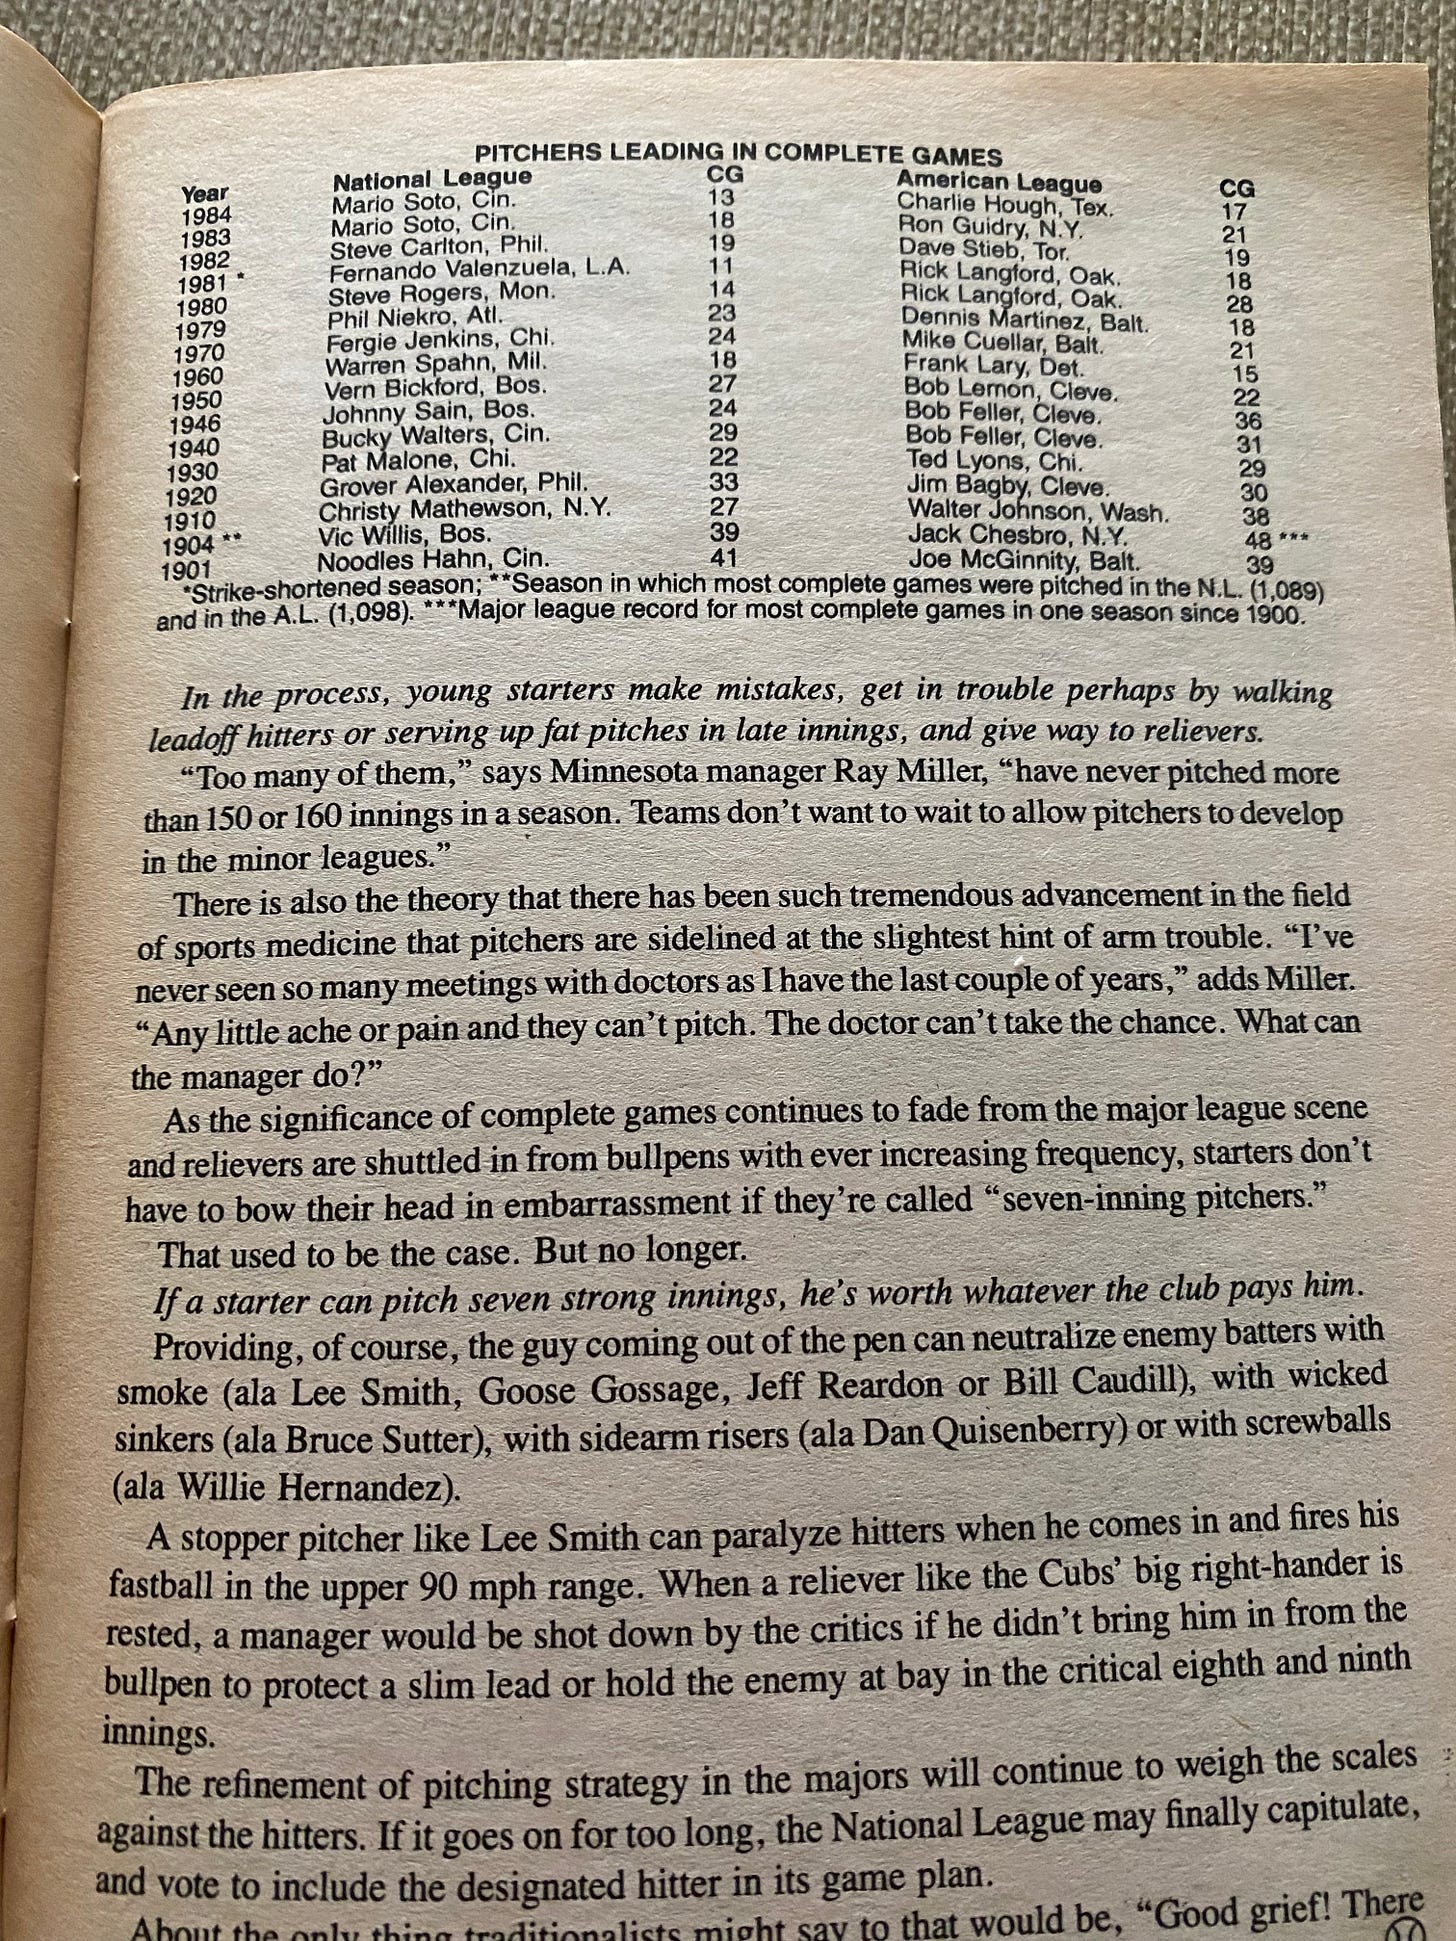 PITCHERS LEADING IN COMPLETE GAMES
Year National League CG American League CG
1984 Mario Soto, Cin. 13 Charlie Hough, Tex. 17
1983 Mario Soto, Cin. 18 Ron Guidry, N.Y. 21
1982 Steve Carlton, Phil. 19 Dave Stieb, Tor. 19
1981 * Fernando Valenzuela, L.A. 11 Rick Langford, Oak. 18
1980 Steve Rogers, Mon. 14 Rick Langford, Oak. 28
1979 Phil Niekro, Atl. 23 Dennis Martinez, Balt. 18
1970 Fergie Jenkins, Chi. 24 Mike Cuellar, Balt. 21
1960 Warren Spahn, Mil. 18 Frank Lary, Det. 15
1950 Vern Bickford, Bos. 27 Bob Lemon, Cleve. 22
1946 Johnny Sain, Bos. 24 Bob Feller, Cleve. 36
1940 Bucky Walters, Cin. 29 Bob Feller, Cleve. 31
1930 Pat Malone, Chi. 22 Ted Lyons, Chi. 29
1920 Grover Alexander, Phil. 33 Jim Bagby, Cleve. 30
1910 Christy Mathewson, N.Y. 27 Walter Johnson, Wash. 38
1904 ** Vic Willis, Bos. 39 Jack Chesbro, N.Y. 48 ***
1901 Noodles Hahn, Cin. 41 Joe McGinnity, Balt. 39
*Strike-shortened season; **Season in which most complete games were pitched in the N.L. (1,089)
and in the A.L. (1,098). ***Major league record for most complete games in one season since 1900.
In the process, young starters make mistakes, get in trouble perhaps by walking
leadoff hitters or serving up fat pitches in late innings, and give way to relievers.
“Too many of them,” says Minnesota manager Ray Miller, “have never pitched more
than 150 or 160 innings in a season. Teams don’t want to wait to allow pitchers to develop
in the minor leagues.”
There is also the theory that there has been such tremendous advancement in the field
of sports medicine that pitchers are sidelined at the slightest hint of arm trouble. “I’ve
never seen so many meetings with doctors as I have the last couple of years,” adds Miller.
“Any little ache or pain and they can’t pitch. The doctor can’t take the chance. What can
the manager do?”
As the significance of complete games continues to fade from the major league scene
and relievers are shuttled in from bullpens with ever increasing frequency, starters don’t
have to bow their head in embarrassment if they’re called “seven-inning pitchers.”
That used to be the case. But no longer.
If a starter can pitch seven strong innings, he’s worth whatever the club pays him.
Providing, of course, the guy coming out of the pen can neutralize enemy batters with
smoke (ala Lee Smith, Goose Gossage, Jeff Reardon or Bill Caudill), with wicked
sinkers (ala Bruce Sutter), with sidearm risers (ala Dan Quisenberry) or with screwballs
(ala Willie Hernandez).
A stopper pitcher like Lee Smith can paralyze hitters when he comes in and fires his
fastball in the upper 90 mph range. When a reliever like the Cubs’ big right-hander is
rested, a manager would be shot down by the critics if he didn’t bring him in from the
bullpen to protect a slim lead or hold the enemy at bay in the critical eighth and ninth
innings.
The refinement of pitching strategy in the majors will continue to weigh the scales
against the hitters. If it goes on for too long, the National League may finally capitulate,
and vote to include the designated hitter in its game plan.
About the only thing traditionalists might say to that would be, “Good grief! There